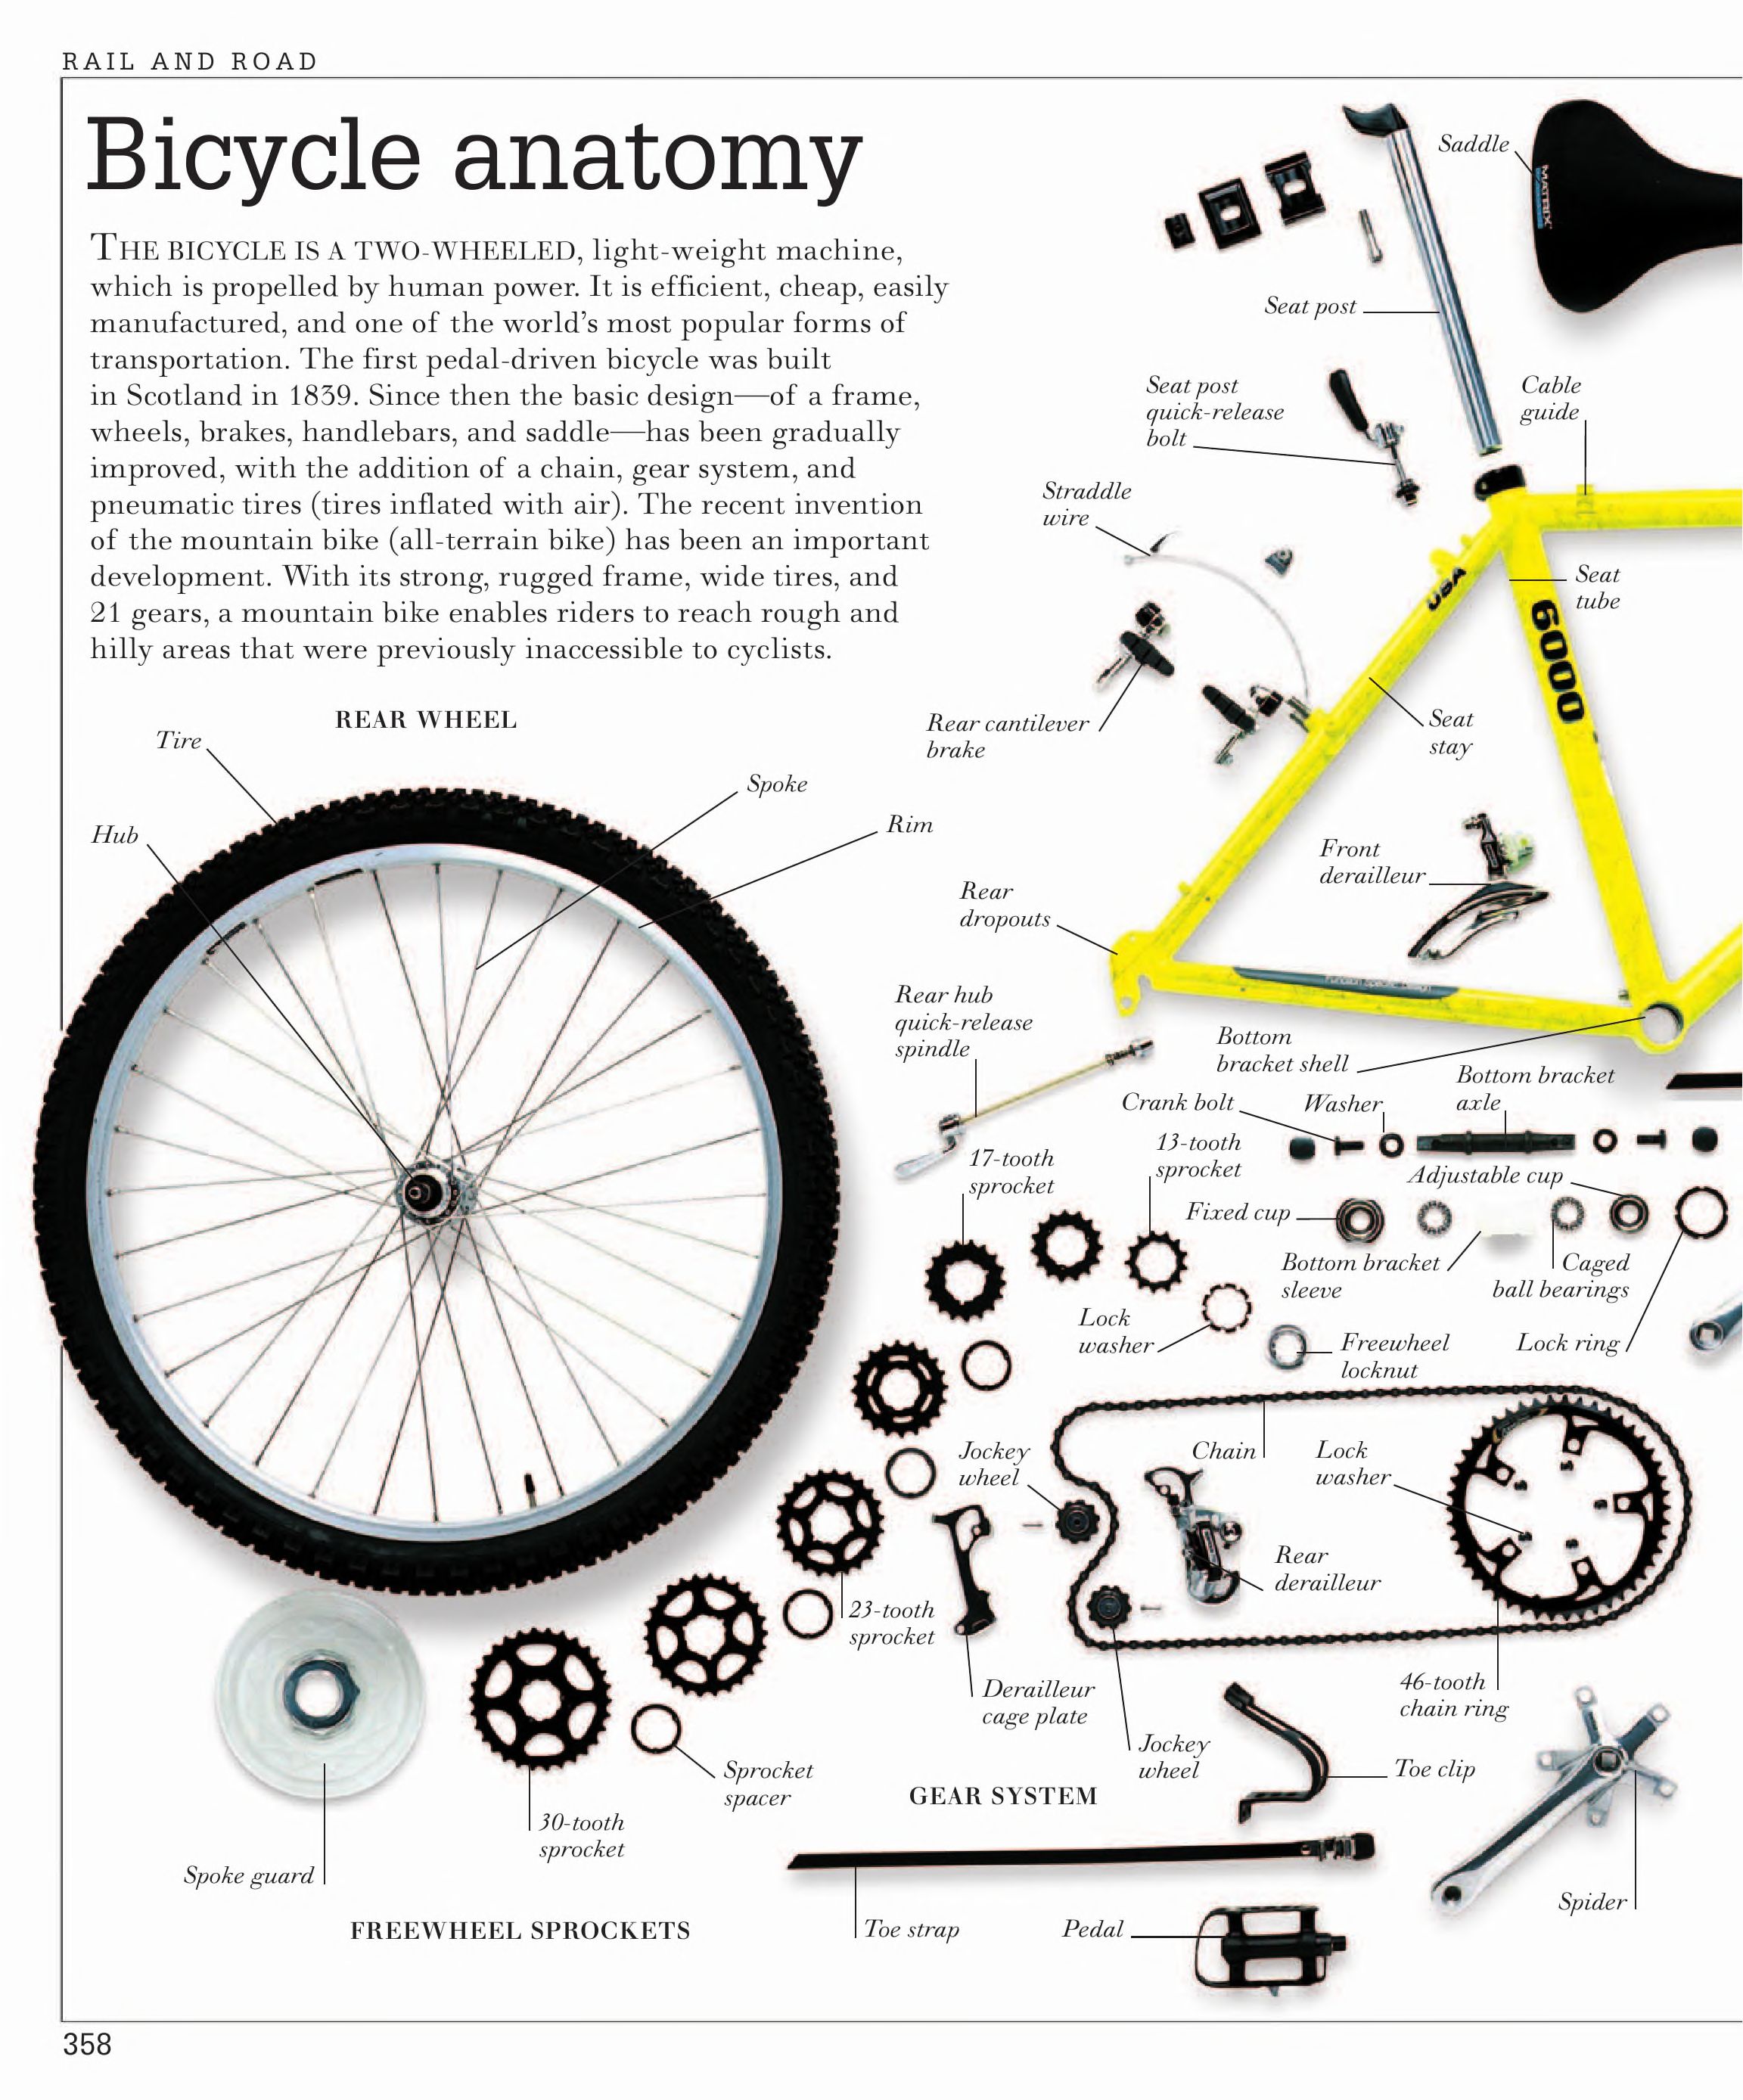 RAIL AND ROAD
Bicycle anatomy
THE BICYCLE IS A TWO-WHEELED, light-weight machine,
which is propelled by human power. It is efficient, cheap, easily
manufactured, and one of the world's most popular forms of
transportation. The first pedal-driven bicycle was built
in Scotland in 1839. Since then the basic design—of a frame,
wheels, brakes, handlebars, and saddle—has been gradually
improved, with the addition of a chain, gear system, and
pneumatic tires (tires inflated with air). The recent invention
of the mountain bike (all-terrain bike) has been an important
development. With its strong, rugged frame, wide tires, and
21 gears, a mountain bike enables riders to reach rough and
hilly areas that were previously inaccessible to cyclists.
Saddle
MATRIX
Seat post
Seat post
quick-release
bolt
Cable
guide
Straddle
wire
USA
Seat
tube
6000
Rear cantilever
brake
Seat
stay
REAR WHEEL
Tire
Spoke
Hub
Rim
Front
derailleur
Rear
dropouts
Rear hub
quick-release
spindle
Bottom
bracket shell
Bottom bracket
axle
Crank bolt
Washer
17-tooth
sprocket
13-tooth
sprocket
Adjustable cup
Fixed cup
Bottom bracket
sleeve
Caged
ball bearings
Lock
washer
Freewheel
locknut
Lock ring
Jockey
wheel
Chain
Lock
washer
Rear
derailleur
23-tooth
sprocket
Derailleur
cage plate
46-tooth
chain ring
Jockey
wheel
Toe clip
Sprocket
spacer
GEAR SYSTEM
30-tooth
sprocket
Spoke guard
Spider
FREEWHEEL SPROCKETS
Toe strap
Pedal
358